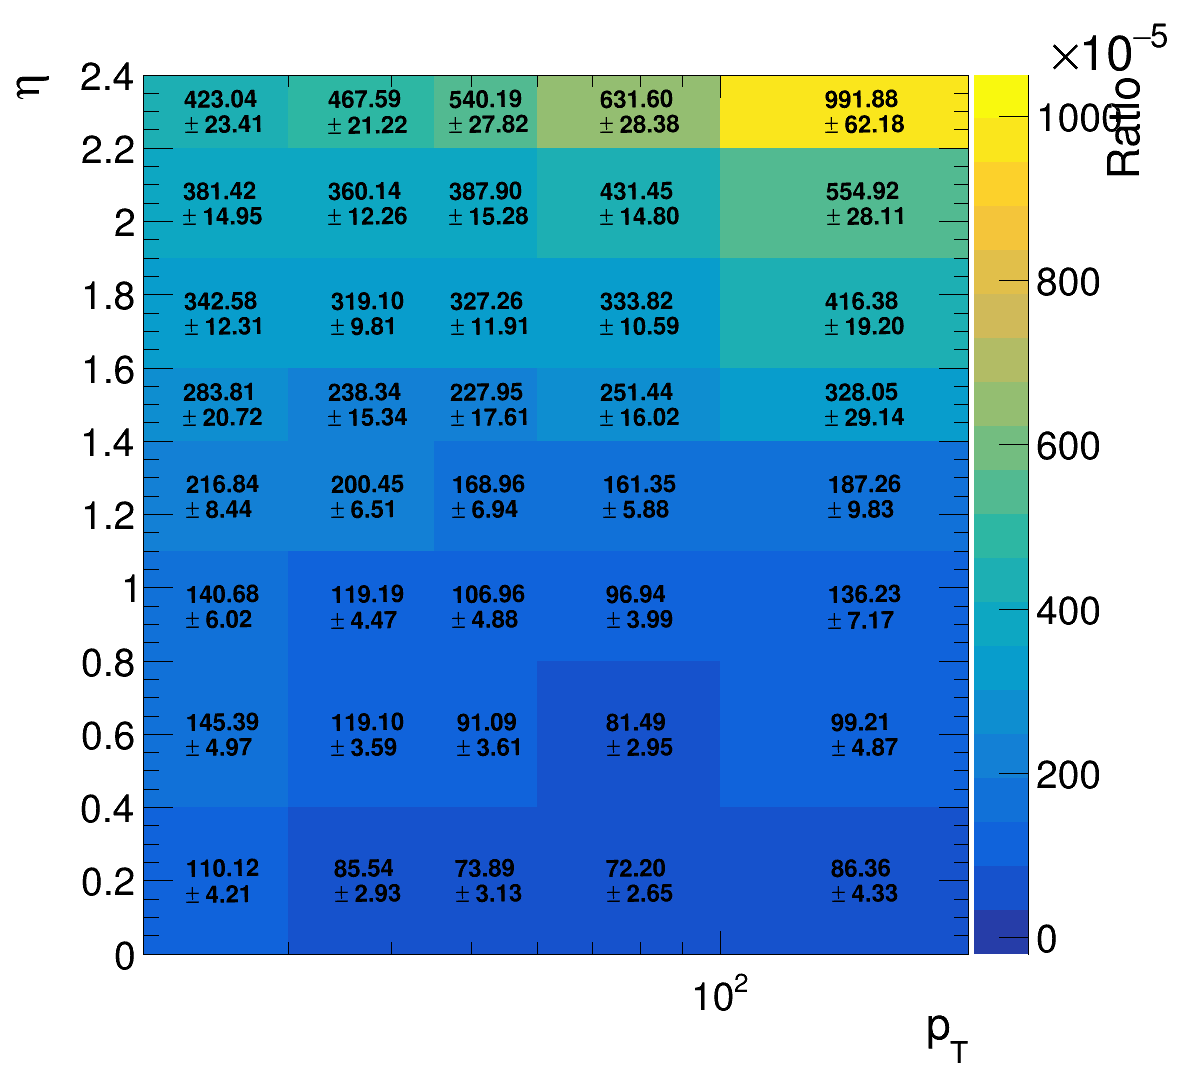 ×10⁻⁵
η
Ratio
2.4
423.04 467.59 540.19 631.60 991.88
± 23.41 ± 21.22 ± 27.82 ± 28.38 ± 62.18
1000
2.2
381.42 360.14 387.90 431.45 554.92
± 14.95 ± 12.26 ± 15.28 ± 14.80 ± 28.11
2
800
1.8
342.58 319.10 327.26 333.82 416.38
± 12.31 ± 9.81 ± 11.91 ± 10.59 ± 19.20
1.6
283.81 238.34 227.95 251.44 328.05
± 20.72 ± 15.34 ± 17.61 ± 16.02 ± 29.14
600
1.4
216.84 200.45 168.96 161.35 187.26
± 8.44 ± 6.51 ± 6.94 ± 5.88 ± 9.83
1.2
1
140.68 119.19 106.96 96.94 136.23
± 6.02 ± 4.47 ± 4.88 ± 3.99 ± 7.17
400
0.8
145.39 119.10 91.09 81.49 99.21
± 4.97 ± 3.59 ± 3.61 ± 2.95 ± 4.87
0.6
200
0.4
110.12 85.54 73.89 72.20 86.36
± 4.21 ± 2.93 ± 3.13 ± 2.65 ± 4.33
0.2
0
0
10²
p_T